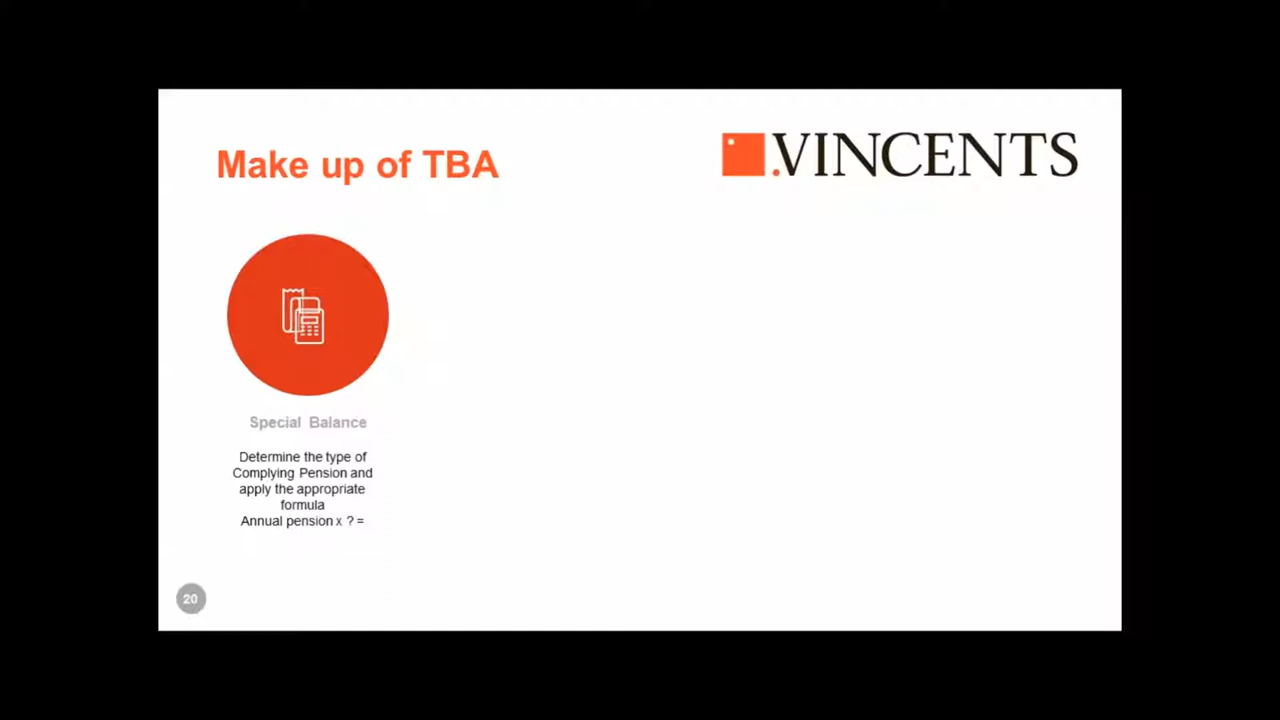 Make up of TBA
.VINCENTS
Special Balance
Determine the type of
Complying Pension and
apply the appropriate
formula
Annual pension x ? =
20